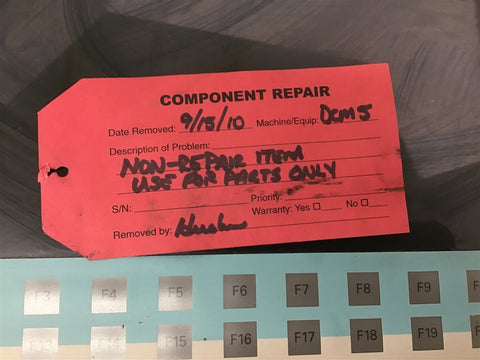 COMPONENT REPAIR
Date Removed: 9/15/10 Machine/Equip: DCM 5
Description of Problem:
NON-REPAIR ITEM
USE FOR PARTS ONLY
S/N: Priority:
Warranty: Yes No
Removed by:
F3 F4 F5 F6 F7 F8 F9
F13 F14 F15 F16 F17 F18 F19